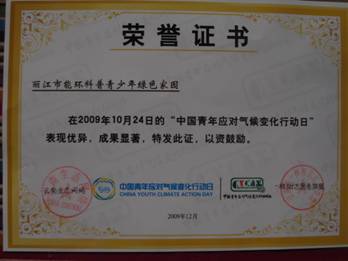 荣誉证书
丽江市能环科普青少年绿色家园
在2009年10月24日的“中国青年应对气候变化行动日”
表现优异，成果显著，特发此证，以资鼓励。
中国青年应对气候变化行动日
CHINA YOUTH CLIMATE ACTION DAY
CYCAN
2009年12月